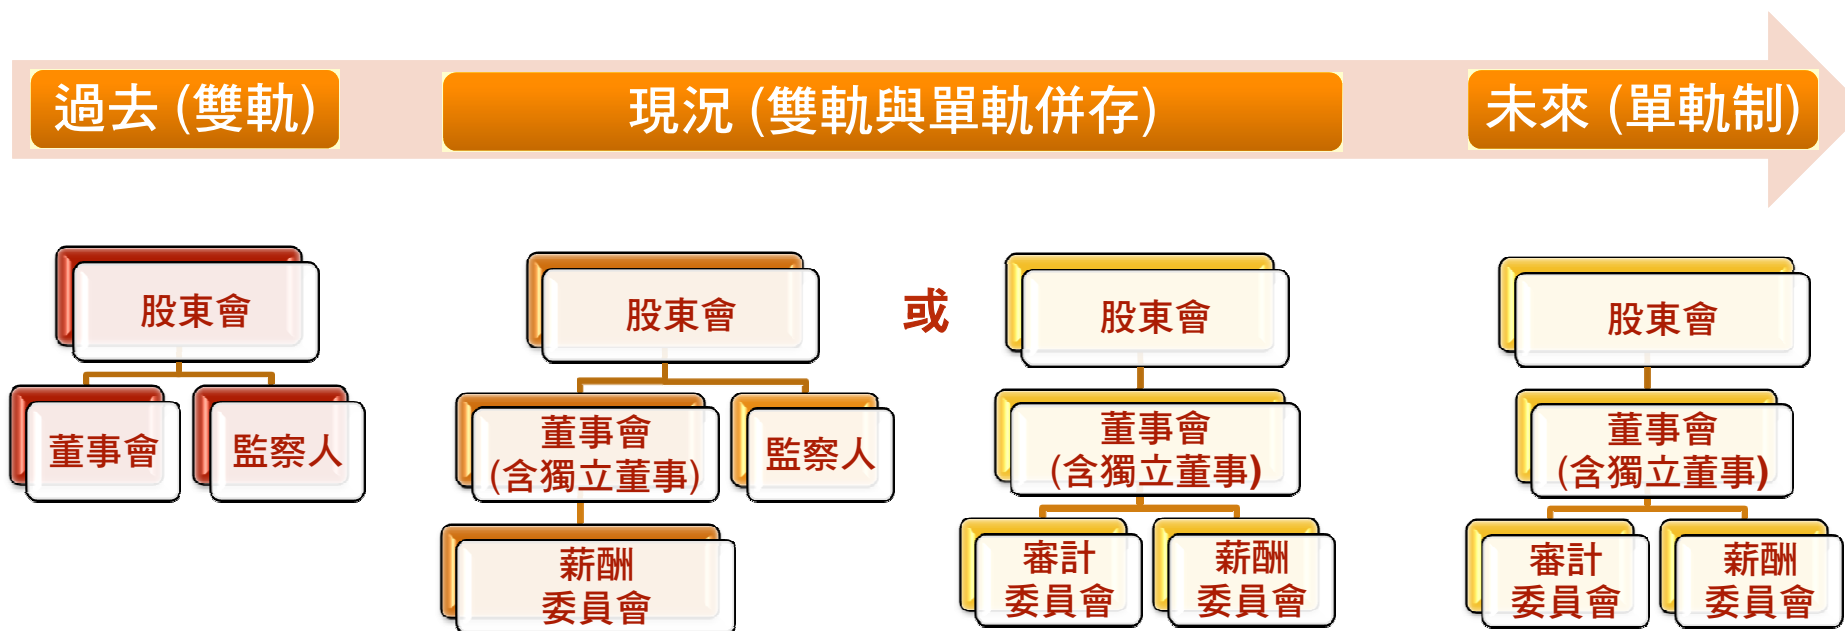 過去 (雙軌)
現況 (雙軌與單軌併存)
未來 (單軌制)
股東會
董事會
監察人
股東會
董事會
(含獨立董事)
監察人
薪酬
委員會
或
股東會
董事會
(含獨立董事)
審計
委員會
薪酬
委員會
股東會
董事會
(含獨立董事)
審計
委員會
薪酬
委員會